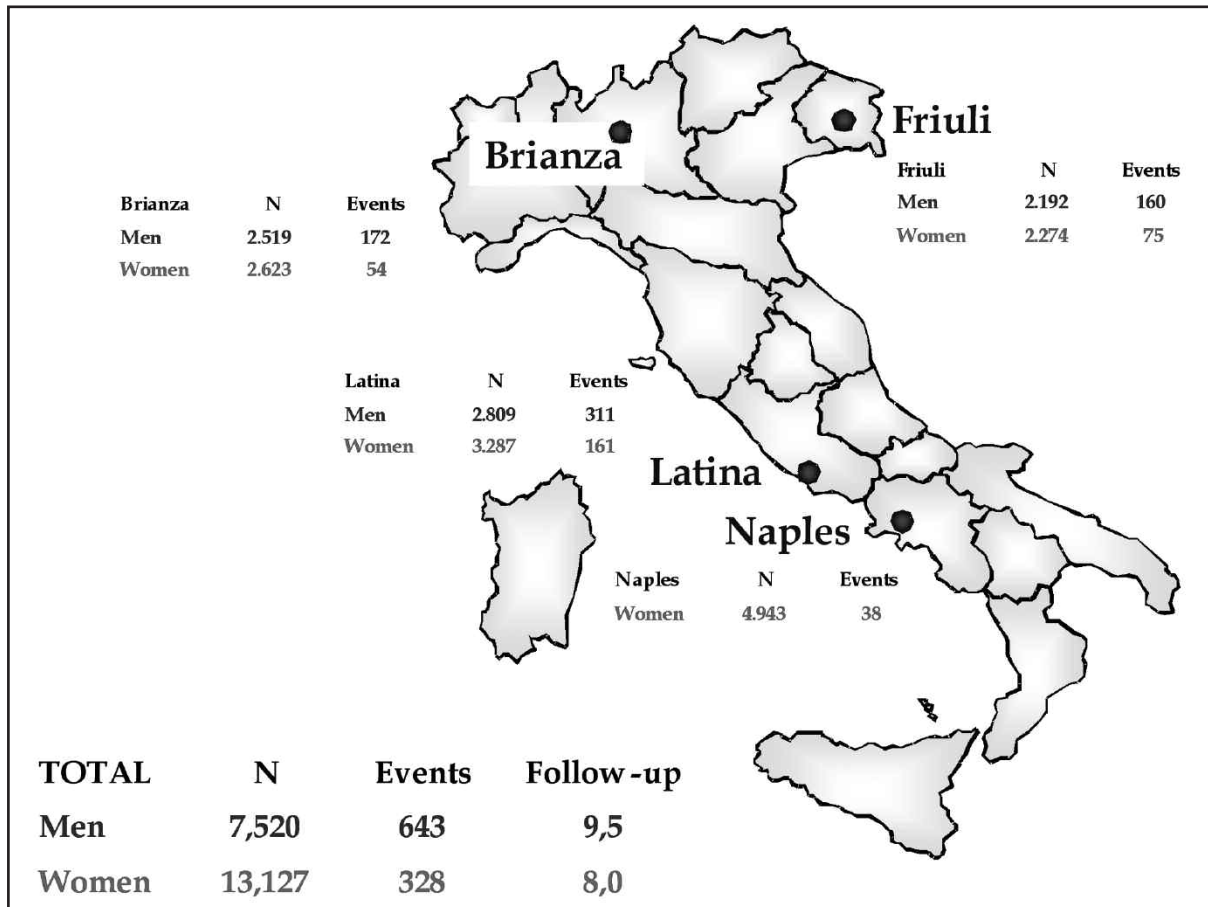 Friuli
Brianza
Friuli N Events
Men 2.192 160
Women 2.274 75
Brianza N Events
Men 2.519 172
Women 2.623 54
Latina N Events
Men 2.809 311
Women 3.287 161
Latina
Naples
Naples N Events
Women 4.943 38
TOTAL N Events Follow-up
Men 7,520 643 9,5
Women 13,127 328 8,0